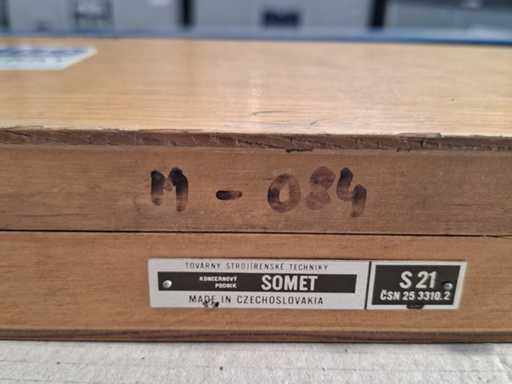 M-084
TOVÁRNY STROJÍRENSKÉ TECHNIKY
KONCERNOVÝ
PODNIK
SOMET
MADE IN CZECHOSLOVAKIA
S 21
ČSN 25 3310.2